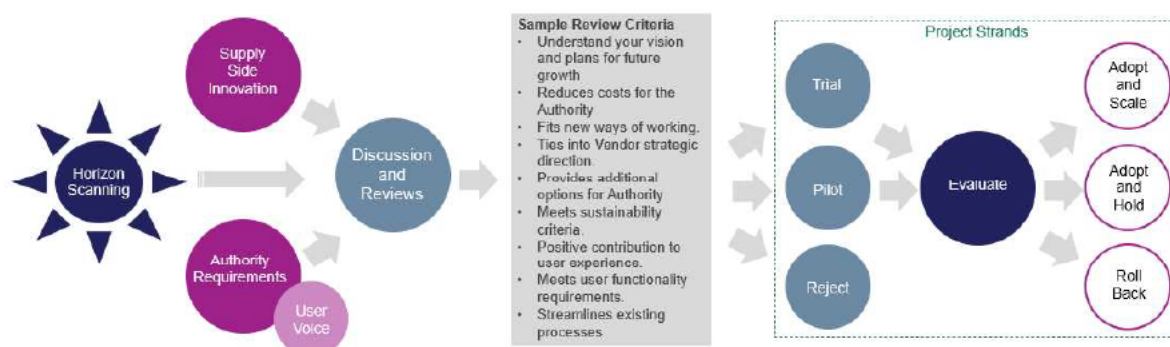 Horizon
Scanning
Supply
Side
Innovation
Authority
Requirements
User
Voice
Discussion
and
Reviews
Sample Review Criteria
• Understand your vision
and plans for future
growth
• Reduces costs for the
Authority
• Fits new ways of working.
• Ties into Vendor strategic
direction.
• Provides additional
options for Authority
• Meets sustainability
criteria.
• Positive contribution to
user experience.
• Meets user functionality
requirements.
• Streamlines existing
processes
Project Strands
Trial
Pilot
Reject
Evaluate
Adopt
and
Scale
Adopt
and
Hold
Roll
Back